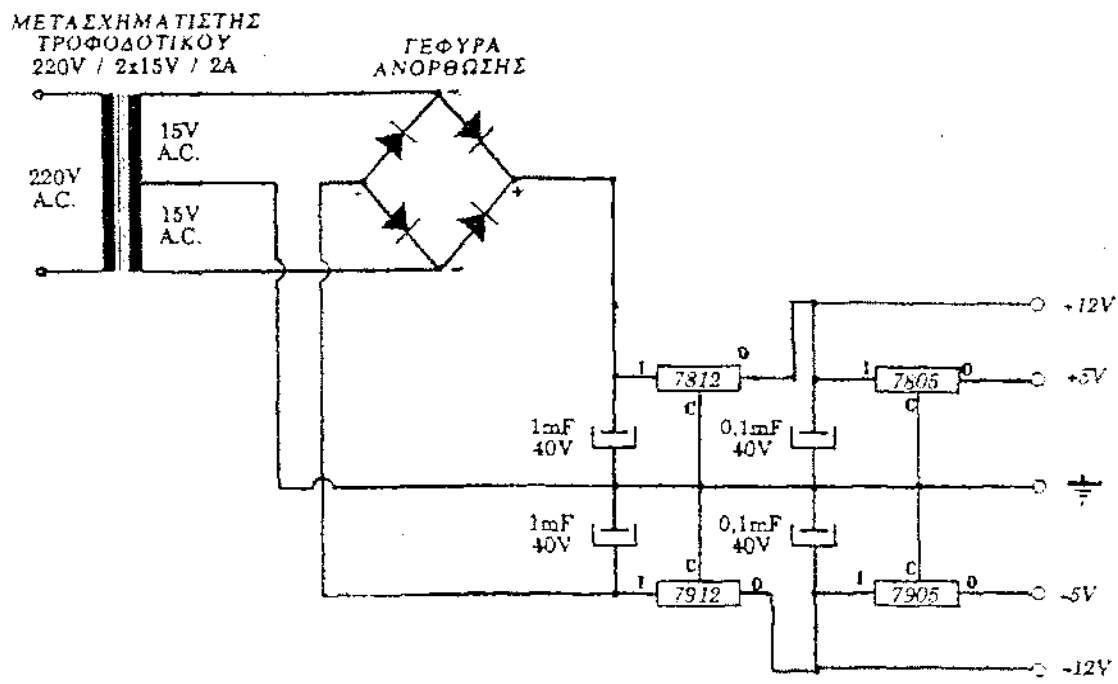 ΜΕΤΑΣΧΗΜΑΤΙΣΤΗΣ
ΤΡΟΦΟΔΟΤΙΚΟΥ
220V / 2x15V / 2A
ΓΕΦΥΡΑ
ΑΝΟΡΘΩΣΗΣ
15V
A.C.
220V
A.C.
15V
A.C.
-
+
+12V
I
7812
O
C
I
7805
O
C
+5V
1mF
40V
0,1mF
40V
1mF
40V
0,1mF
40V
C
I
7912
O
C
I
7905
O
-5V
-12V